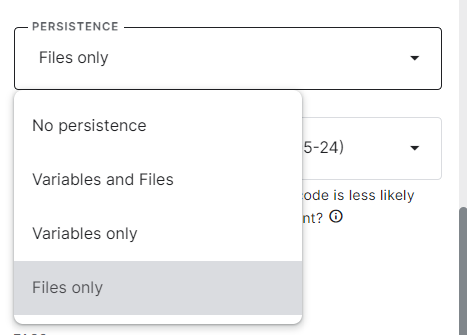 PERSISTENCE
Files only
No persistence
5-24)
Variables and Files
ode is less likely
nt?
Variables only
Files only